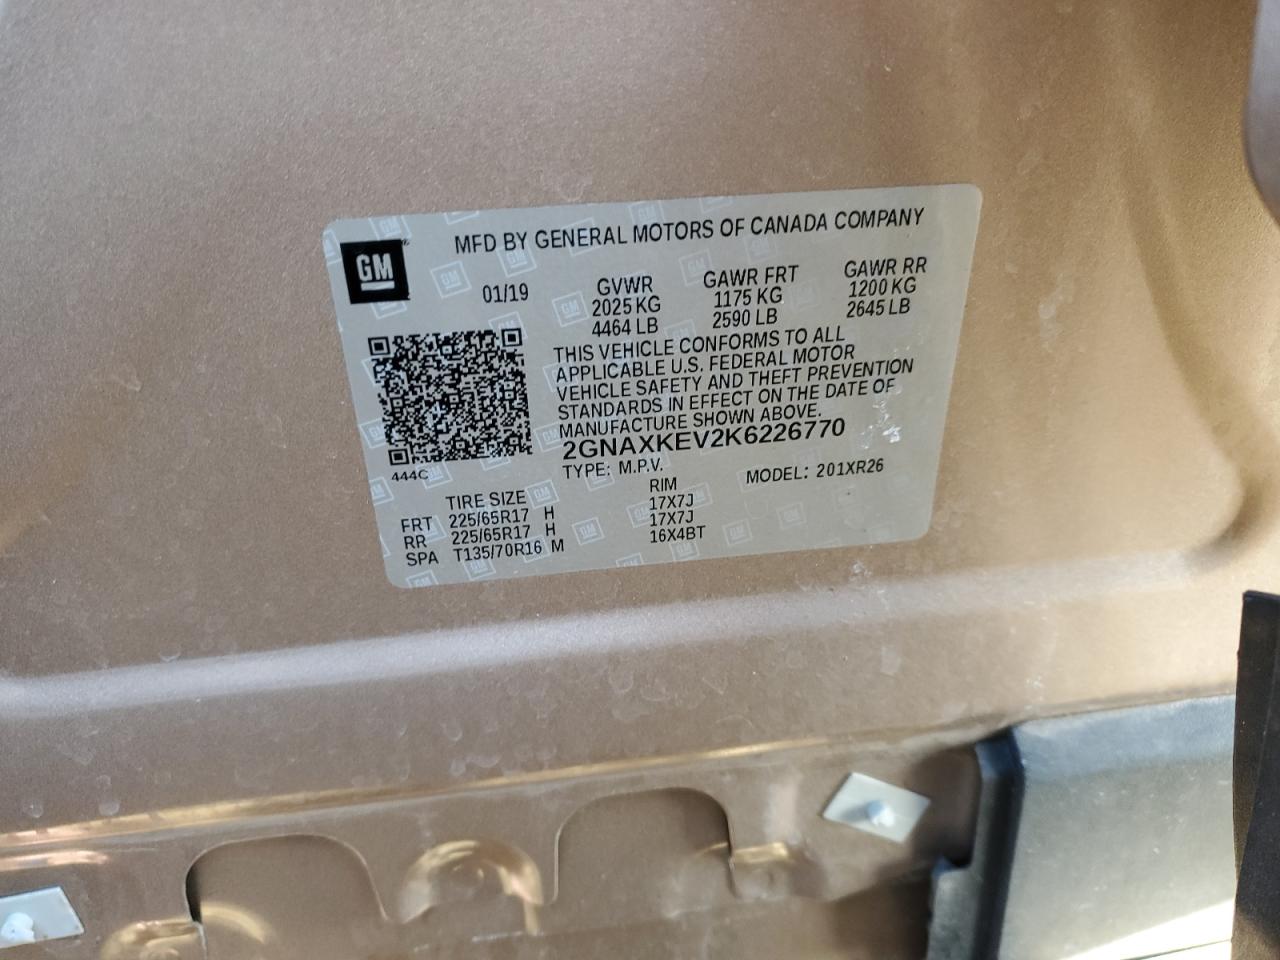 MFD BY GENERAL MOTORS OF CANADA COMPANY
GM
01/19
GVWR GAWR FRT GAWR RR
2025 KG 1175 KG 1200 KG
4464 LB 2590 LB 2645 LB
THIS VEHICLE CONFORMS TO ALL
APPLICABLE U.S. FEDERAL MOTOR
VEHICLE SAFETY AND THEFT PREVENTION
STANDARDS IN EFFECT ON THE DATE OF
MANUFACTURE SHOWN ABOVE.
2GNAXKEV2K6226770
444C
TYPE: M.P.V. MODEL: 201XR26
TIRE SIZE RIM
FRT 225/65R17 H 17X7J
RR 225/65R17 H 17X7J
SPA T135/70R16 M 16X4BT